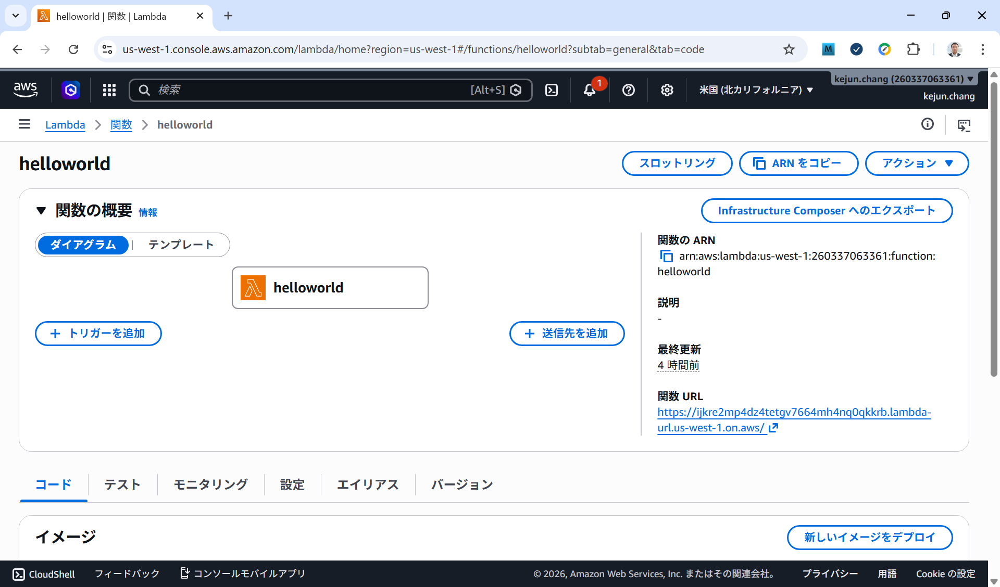 helloworld | 関数 | Lambda
us-west-1.console.aws.amazon.com/lambda/home?region=us-west-1#/functions/helloworld?subtab=general&tab=code
M
aws
検索
[Alt+S]
1
米国 (北カリフォルニア) ▼
kejun.chang (260337063361) ▼
kejun.chang
Lambda > 関数 > helloworld
helloworld
スロットリング
ARN をコピー
アクション ▼
▼ 関数の概要 情報
Infrastructure Composer へのエクスポート
ダイアグラム | テンプレート
helloworld
+ トリガーを追加
+ 送信先を追加
関数の ARN
arn:aws:lambda:us-west-1:260337063361:function:
helloworld
説明
-
最終更新
4 時間前
関数 URL
https://ijkre2mp4dz4tetgv7664mh4nq0qkkrb.lambda-
url.us-west-1.on.aws/
コード
テスト
モニタリング
設定
エイリアス
バージョン
イメージ
新しいイメージをデプロイ
CloudShell
フィードバック
コンソールモバイルアプリ
© 2026, Amazon Web Services, Inc. またはその関連会社。
プライバシー
用語
Cookie の設定